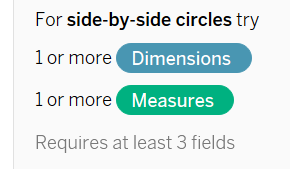 For side-by-side circles try
1 or more Dimensions
1 or more Measures
Requires at least 3 fields